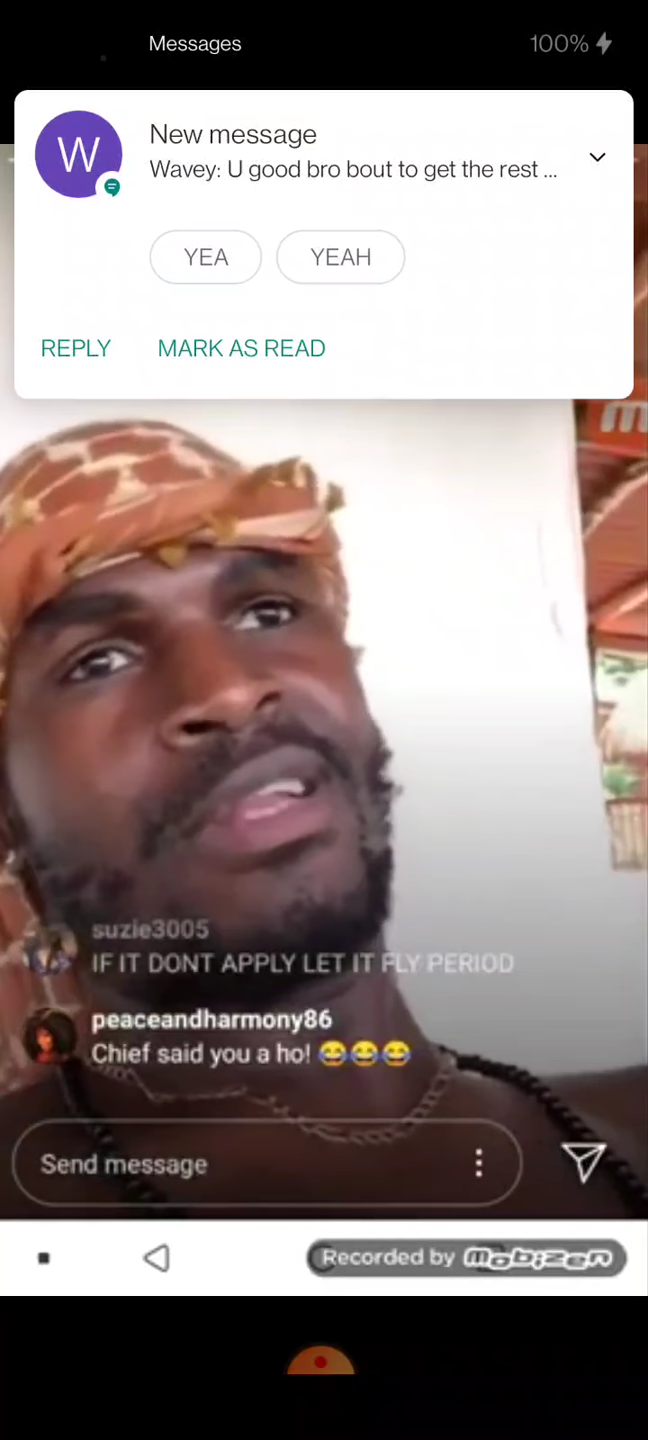 Messages
100%
W
New message
Wavey: U good bro bout to get the rest ...
YEA
YEAH
REPLY
MARK AS READ
m
suzie3005
IF IT DONT APPLY LET IT FLY PERIOD
peaceandharmony86
Chief said you a ho! 😂😂😂
Send message
Recorded by mobizen